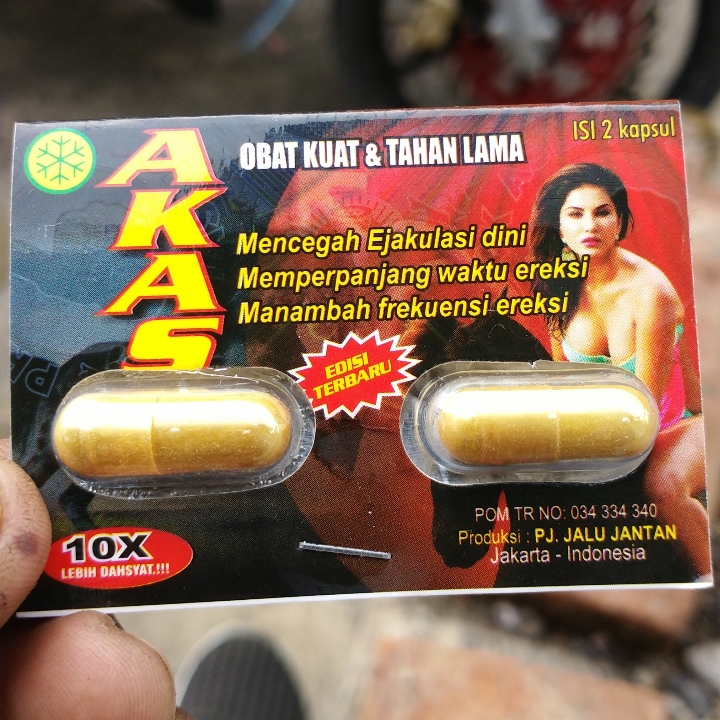 AKAS
OBAT KUAT & TAHAN LAMA
ISI 2 kapsul
Mencegah Ejakulasi dini
Memperpanjang waktu ereksi
Manambah frekuensi ereksi
EDISI
TERBARU
10X
LEBIH DAHSYAT.!!!
POM TR NO: 034 334 340
Produksi : PJ. JALU JANTAN
Jakarta - Indonesia